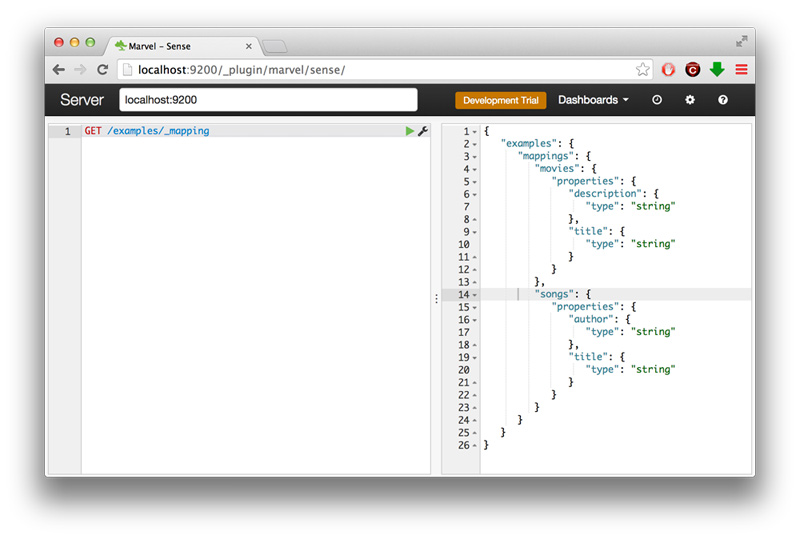 Marvel - Sense
localhost:9200/_plugin/marvel/sense/
Server localhost:9200 Development Trial Dashboards
1 GET /examples/_mapping
1 {
2 "examples": {
3 "mappings": {
4 "movies": {
5 "properties": {
6 "description": {
7 "type": "string"
8 },
9 "title": {
10 "type": "string"
11 }
12 }
13 },
14 "songs": {
15 "properties": {
16 "author": {
17 "type": "string"
18 },
19 "title": {
20 "type": "string"
21 }
22 }
23 }
24 }
25 }
26 }